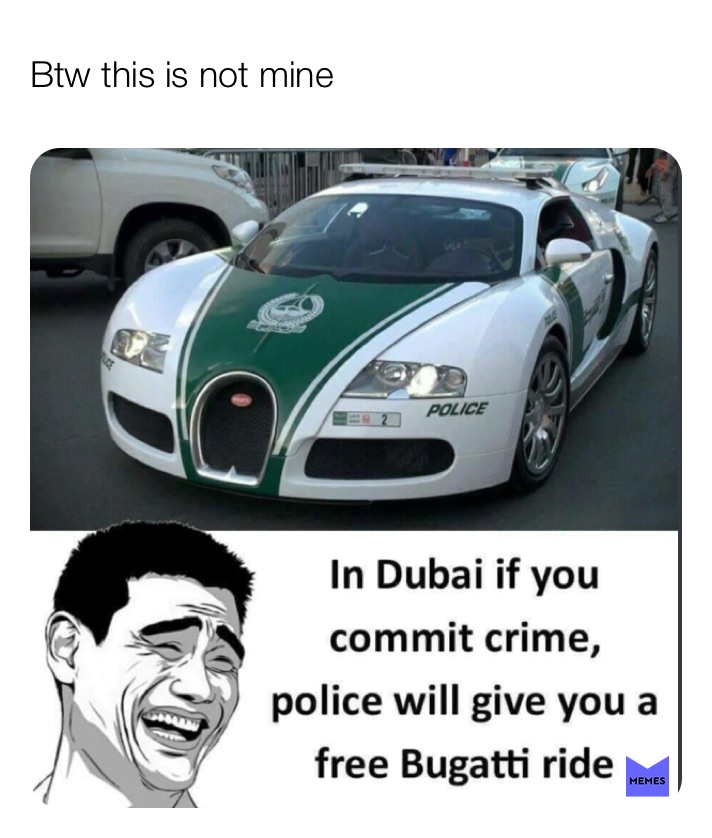 Btw this is not mine
POLICE
2
In Dubai if you
commit crime,
police will give you a
free Bugatti ride
MEMES